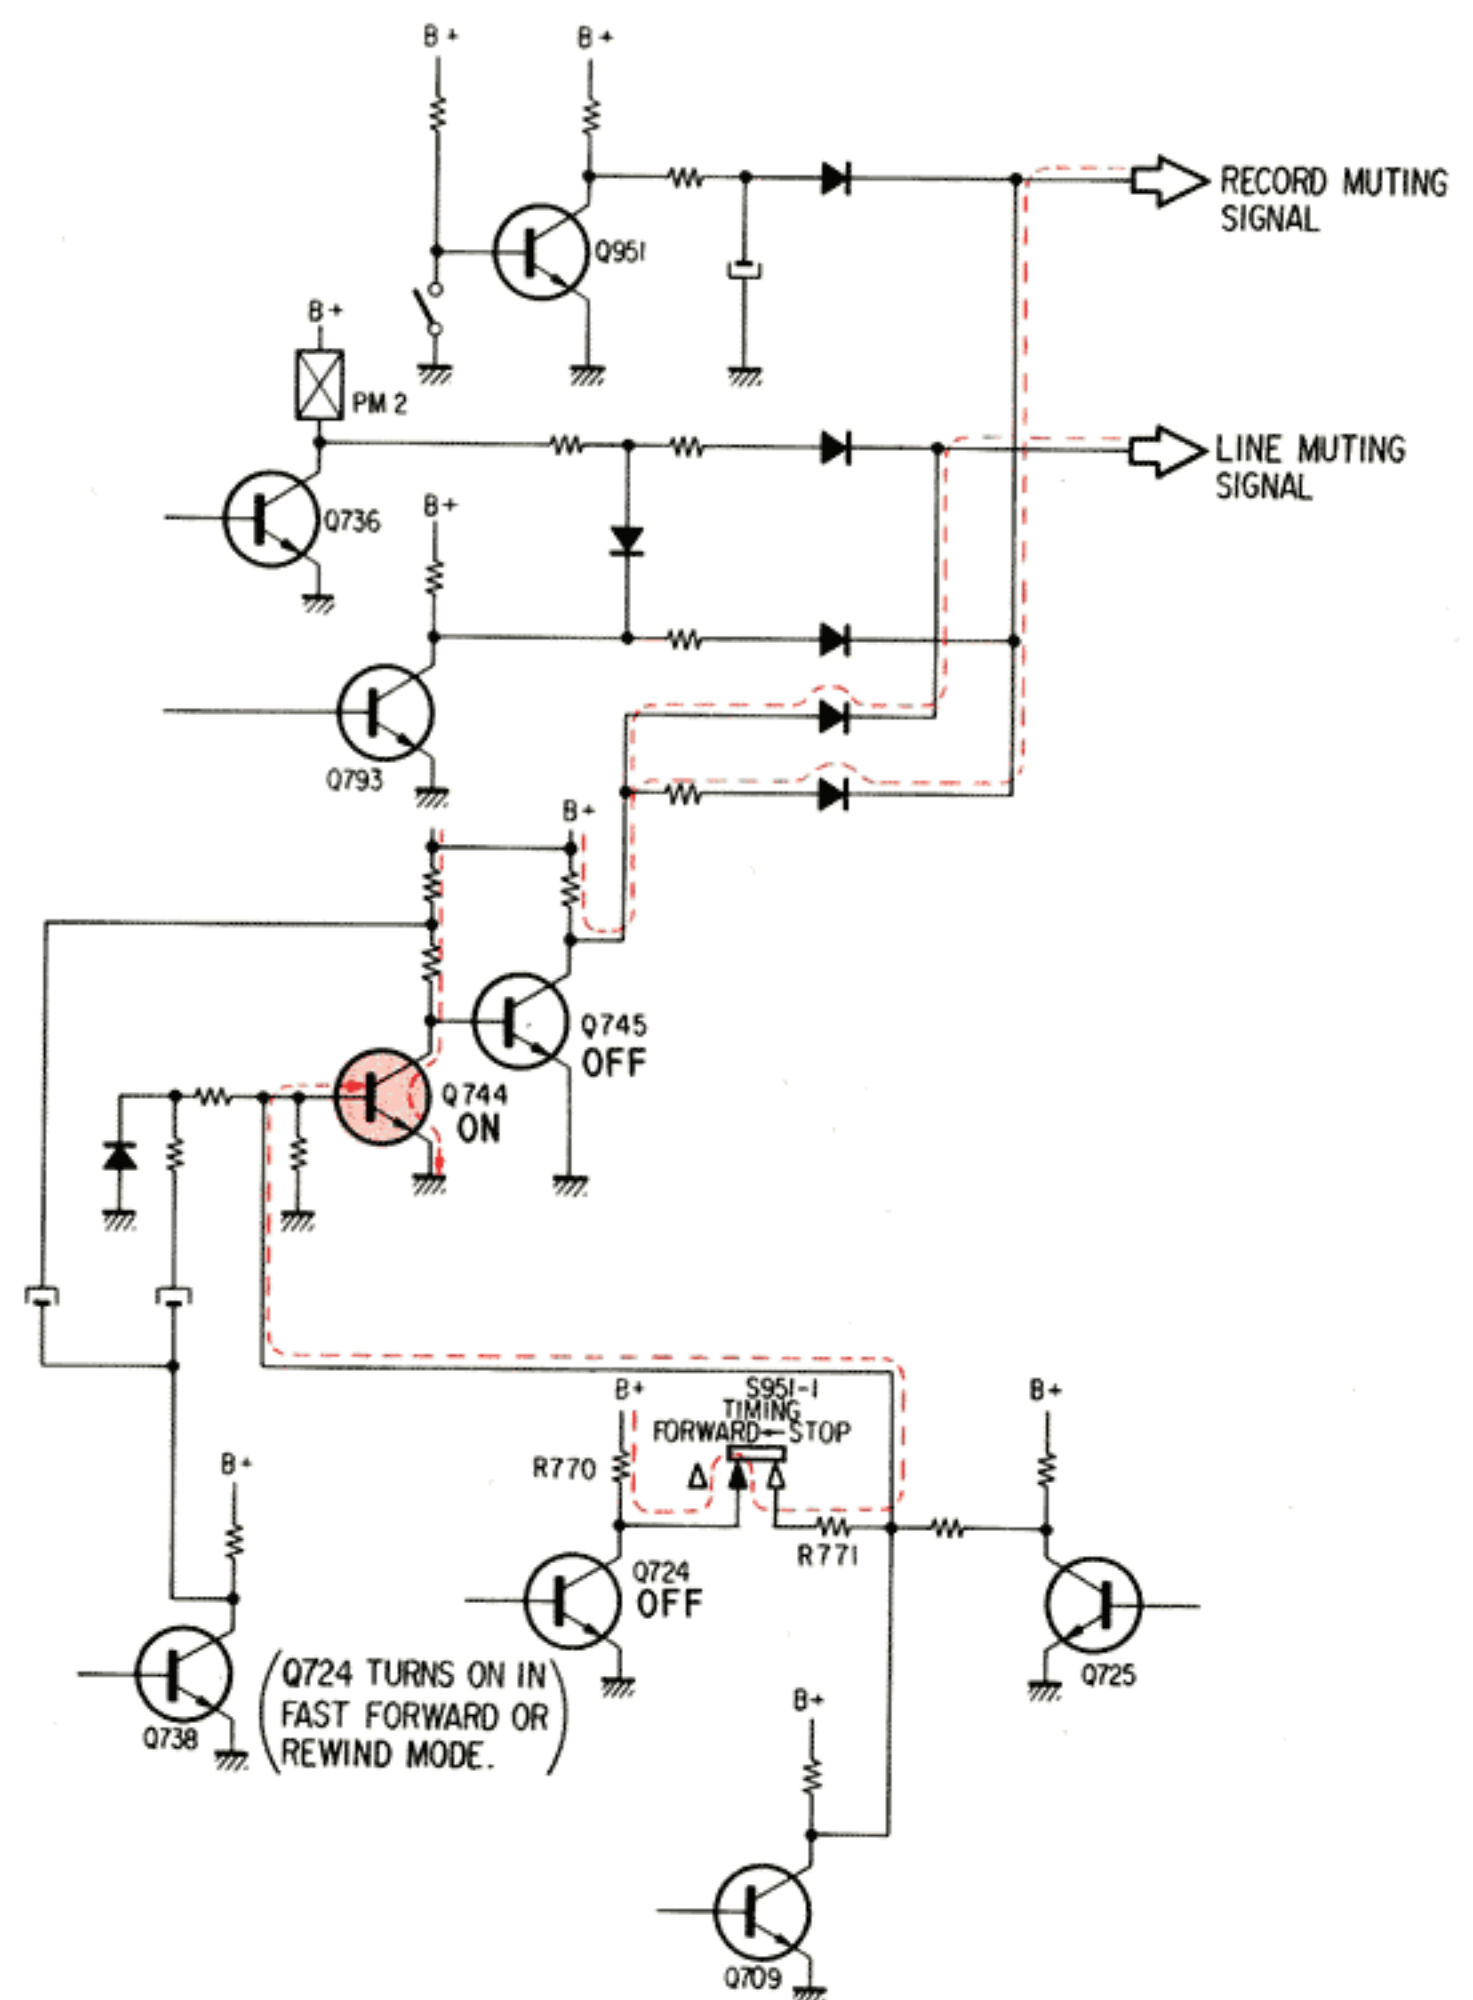 B+
B+
RECORD MUTING
SIGNAL
Q951
B+
PM 2
LINE MUTING
SIGNAL
B+
Q736
Q793
B+
Q745
OFF
Q744
ON
B+
S951-1
TIMING
FORWARD←STOP
B+
B+
R770
R771
Q724
OFF
Q725
Q738
(Q724 TURNS ON IN
FAST FORWARD OR
REWIND MODE.)
B+
Q709